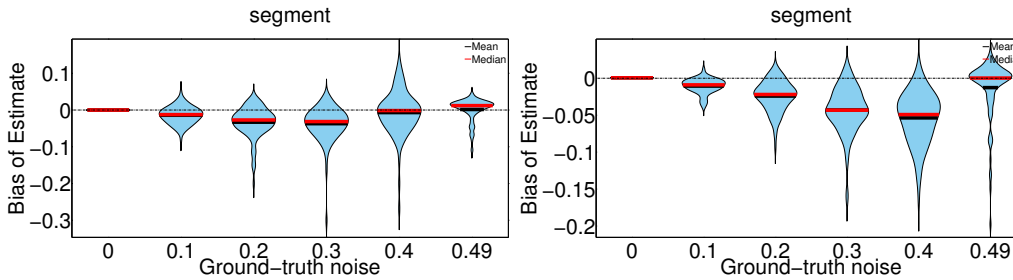 segment
Bias of Estimate
0.1
0
−0.1
−0.2
−0.3
Mean
Median
0 0.1 0.2 0.3 0.4 0.49
Ground−truth noise
segment
Bias of Estimate
0
−0.05
−0.1
−0.15
−0.2
Mean
Median
0 0.1 0.2 0.3 0.4 0.49
Ground−truth noise